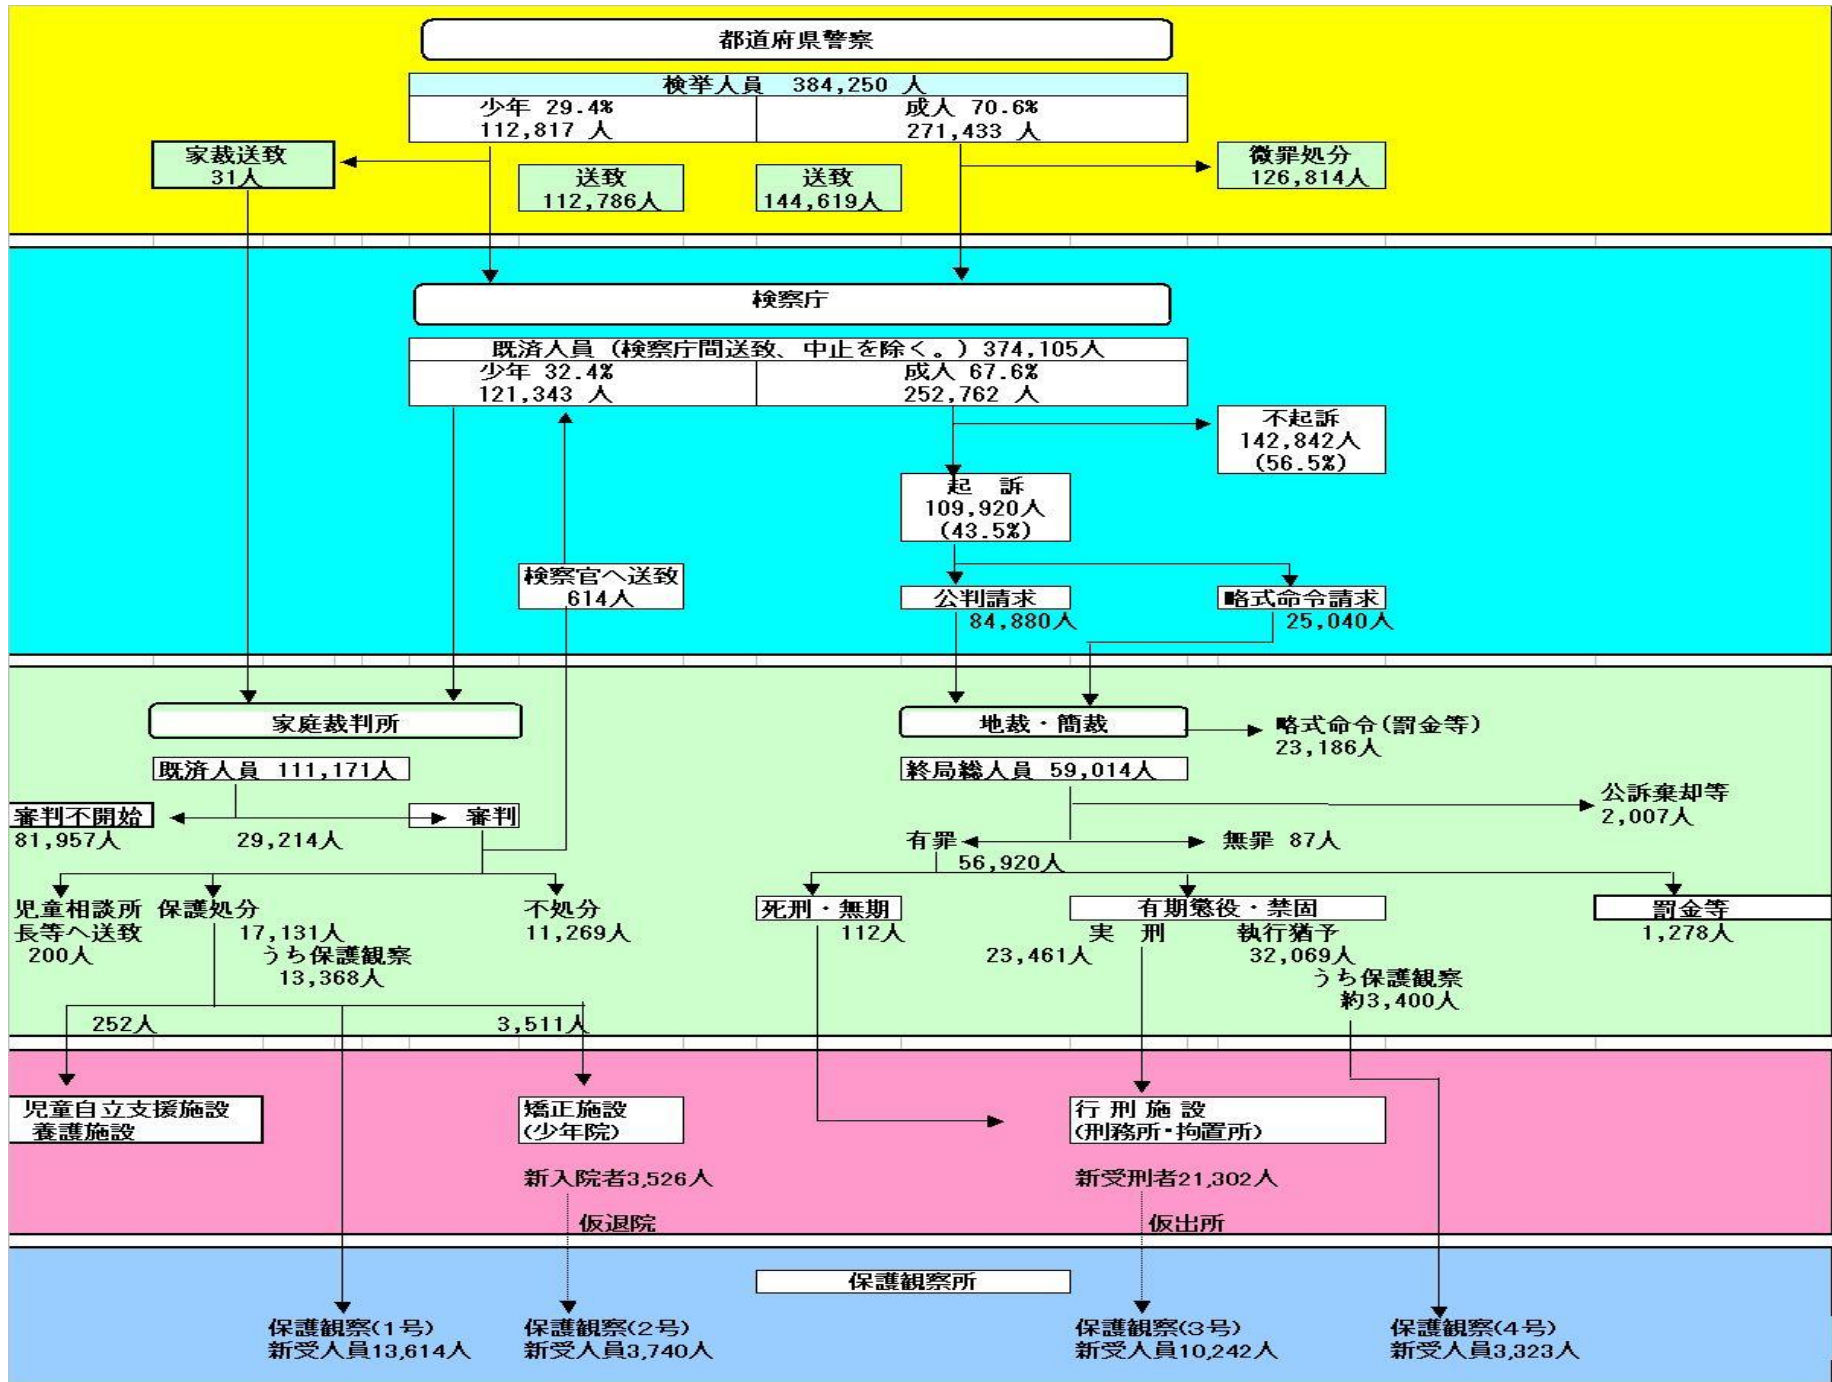 都道府県警察
検挙人員 384,250 人
少年 29.4%
112,817 人
成人 70.6%
271,433 人
家裁送致
31人
送致
112,786人
送致
144,619人
微罪処分
126,814人
検察庁
既済人員(検察庁間送致、中止を除く。)374,105人
少年 32.4%
121,343 人
成人 67.6%
252,762 人
不起訴
142,842人
(56.5%)
起 訴
109,920人
(43.5%)
検察官へ送致
614人
公判請求
84,880人
略式命令請求
25,040人
家庭裁判所
地裁・簡裁
略式命令(罰金等)
23,186人
既済人員 111,171人
終局総人員 59,014人
審判不開始
81,957人
29,214人
審判
公訴棄却等
2,007人
有罪
56,920人
無罪 87人
児童相談所
長等へ送致
200人
保護処分
17,131人
うち保護観察
13,368人
不処分
11,269人
死刑・無期
112人
有期懲役・禁固
実 刑
23,461人
執行猶予
32,069人
うち保護観察
約3,400人
罰金等
1,278人
252人
3,511人
児童自立支援施設
養護施設
矯正施設
(少年院)
行 刑 施 設
(刑務所・拘置所)
新入院者3,526人
新受刑者21,302人
仮退院
仮出所
保護観察所
保護観察(1号)
新受人員13,614人
保護観察(2号)
新受人員3,740人
保護観察(3号)
新受人員10,242人
保護観察(4号)
新受人員3,323人